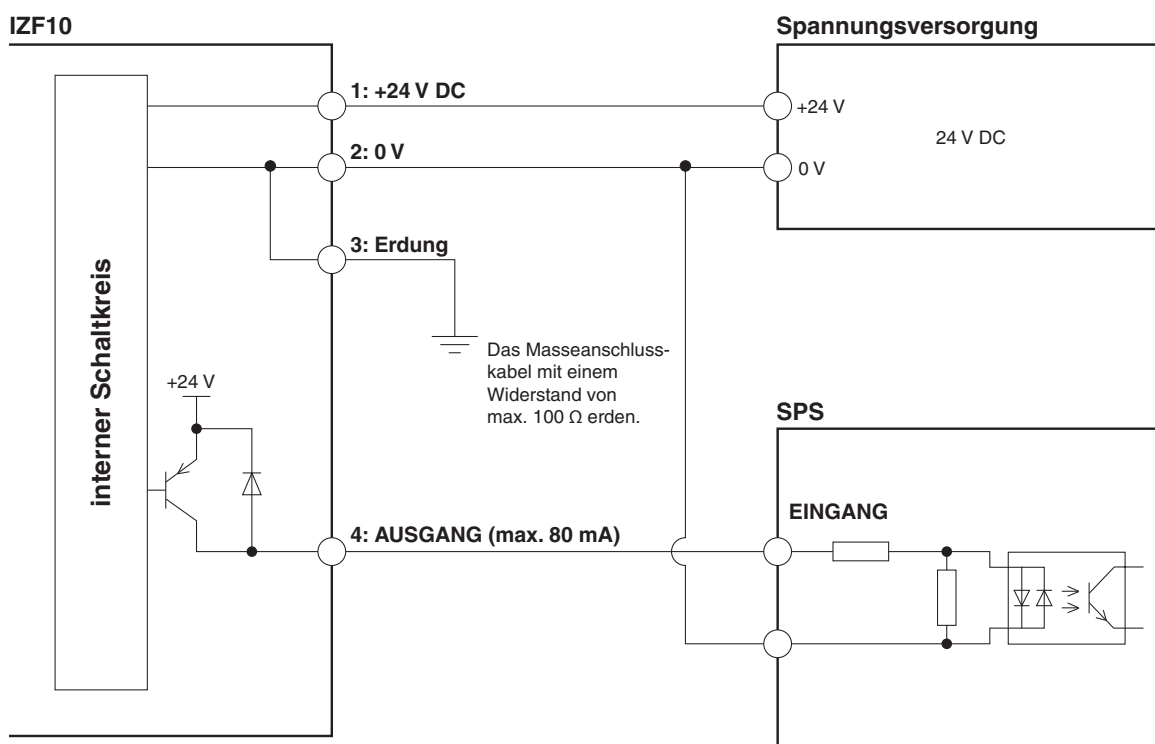 IZF10
Spannungsversorgung
1: +24 V DC
+24 V
24 V DC
2: 0 V
0 V
3: Erdung
interner Schaltkreis
Das Masseanschluss-
kabel mit einem
Widerstand von
max. 100 Ω erden.
+24 V
SPS
EINGANG
4: AUSGANG (max. 80 mA)